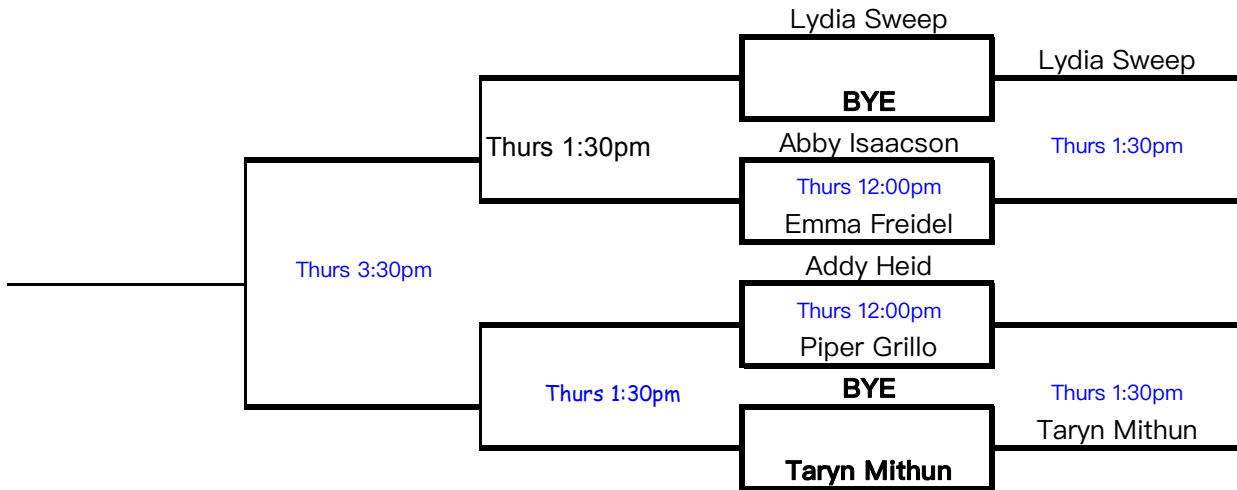 Lydia Sweep
Lydia Sweep
BYE
Thurs 1:30pm
Abby Isaacson
Thurs 1:30pm
Thurs 12:00pm
Emma Freidel
Addy Heid
Thurs 3:30pm
Thurs 12:00pm
Piper Grillo
BYE
Thurs 1:30pm
Thurs 1:30pm
Taryn Mithun
Taryn Mithun